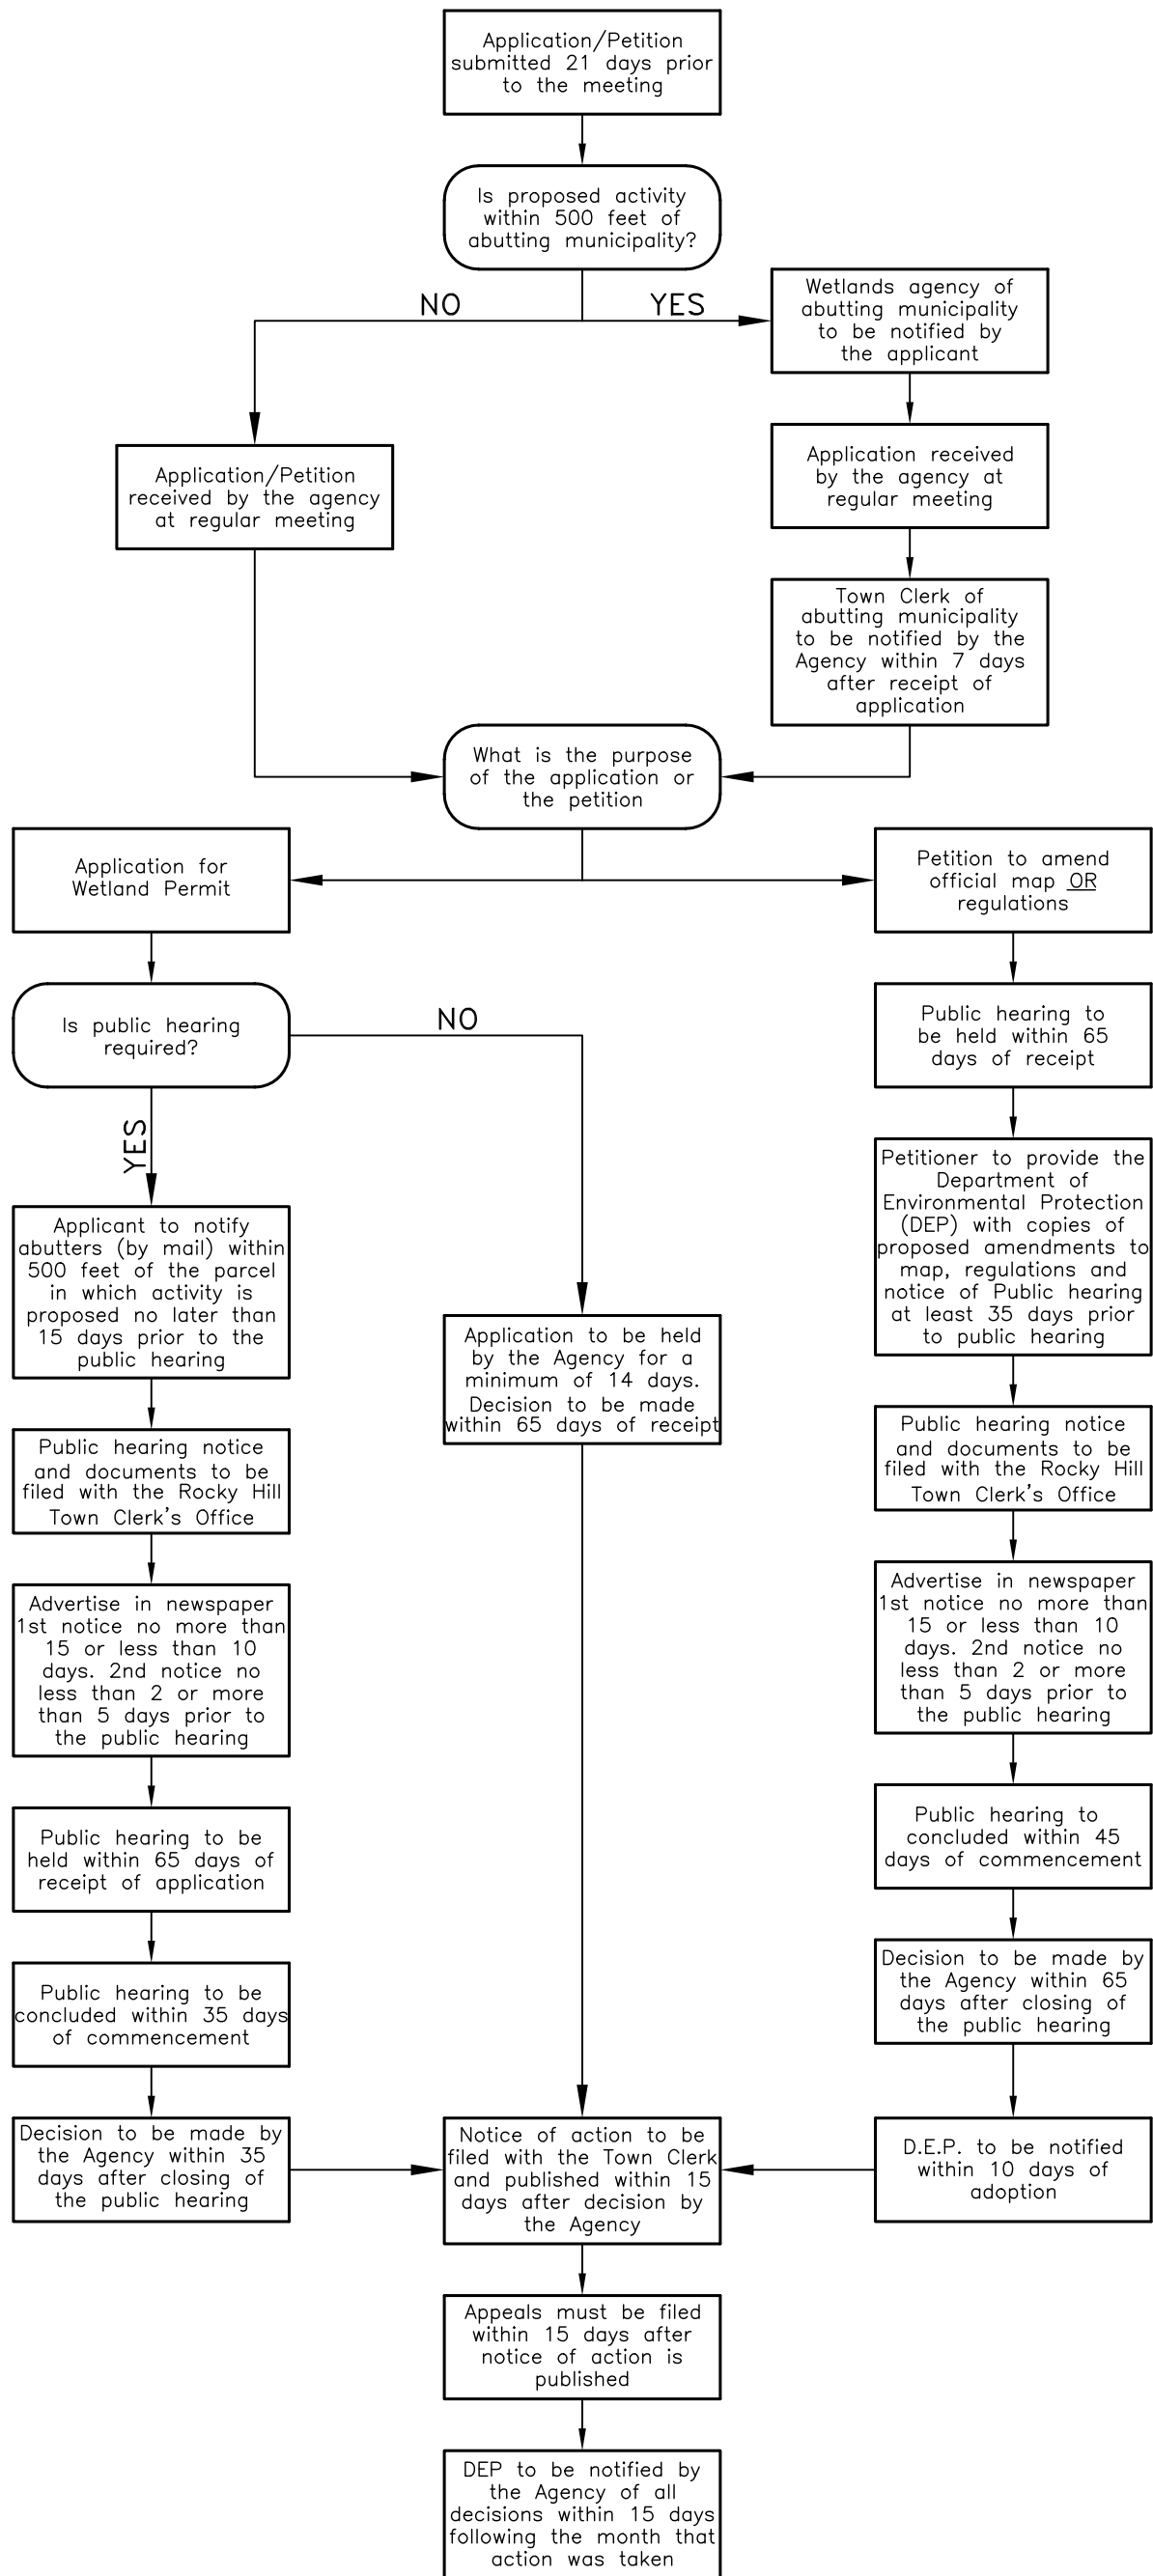 Application/Petition
submitted 21 days prior
to the meeting
Is proposed activity
within 500 feet of
abutting municipality?
NO
YES
Wetlands agency of
abutting municipality
to be notified by
the applicant
Application/Petition
received by the agency
at regular meeting
Application received
by the agency at
regular meeting
Town Clerk of
abutting municipality
to be notified by the
Agency within 7 days
after receipt of
application
What is the purpose
of the application or
the petition
Application for
Wetland Permit
Petition to amend
official map OR
regulations
Is public hearing
required?
NO
YES
Public hearing to
be held within 65
days of receipt
Applicant to notify
abutters (by mail) within
500 feet of the parcel
in which activity is
proposed no later than
15 days prior to the
public hearing
Application to be held
by the Agency for a
minimum of 14 days.
Decision to be made
within 65 days of receipt
Petitioner to provide the
Department of
Environmental Protection
(DEP) with copies of
proposed amendments to
map, regulations and
notice of Public hearing
at least 35 days prior
to public hearing
Public hearing notice
and documents to be
filed with the Rocky Hill
Town Clerk's Office
Public hearing notice
and documents to be
filed with the Rocky Hill
Town Clerk's Office
Advertise in newspaper
1st notice no more than
15 or less than 10
days. 2nd notice no
less than 2 or more
than 5 days prior to
the public hearing
Advertise in newspaper
1st notice no more than
15 or less than 10
days. 2nd notice no
less than 2 or more
than 5 days prior to
the public hearing
Public hearing to be
held within 65 days of
receipt of application
Public hearing to
concluded within 45
days of commencement
Public hearing to be
concluded within 35 days
of commencement
Decision to be made by
the Agency within 65
days after closing of
the public hearing
Decision to be made by
the Agency within 35
days after closing of
the public hearing
Notice of action to be
filed with the Town Clerk
and published within 15
days after decision by
the Agency
D.E.P. to be notified
within 10 days of
adoption
Appeals must be filed
within 15 days after
notice of action is
published
DEP to be notified by
the Agency of all
decisions within 15 days
following the month that
action was taken